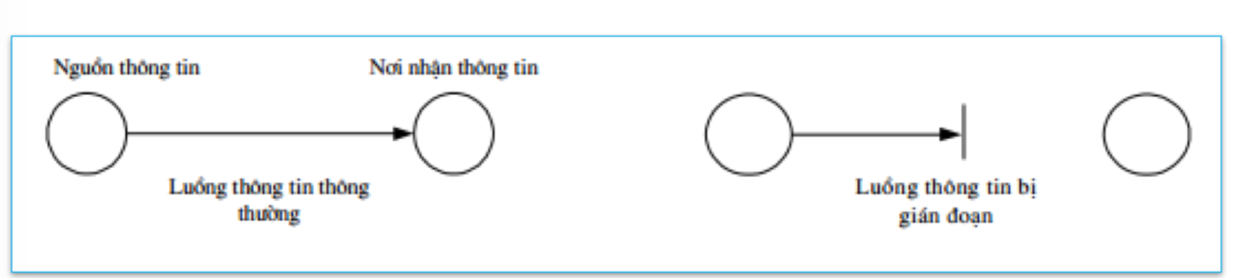 Nguồn thông tin
Nơi nhận thông tin
Luồng thông tin thông
thường
Luồng thông tin bị
gián đoạn